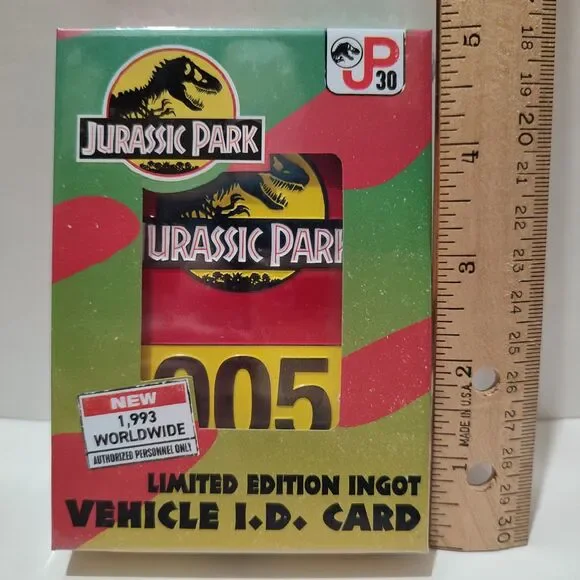 JURASSIC PARK
JP
30
JURASSIC PARK
005
NEW
1,993
WORLDWIDE
AUTHORIZED PERSONNEL ONLY
LIMITED EDITION INGOT
VEHICLE I.D. CARD
5
4
3
2
1
MADE IN U.S.A.
18
19
20
21
22
23
24
25
26
27
28
29
30